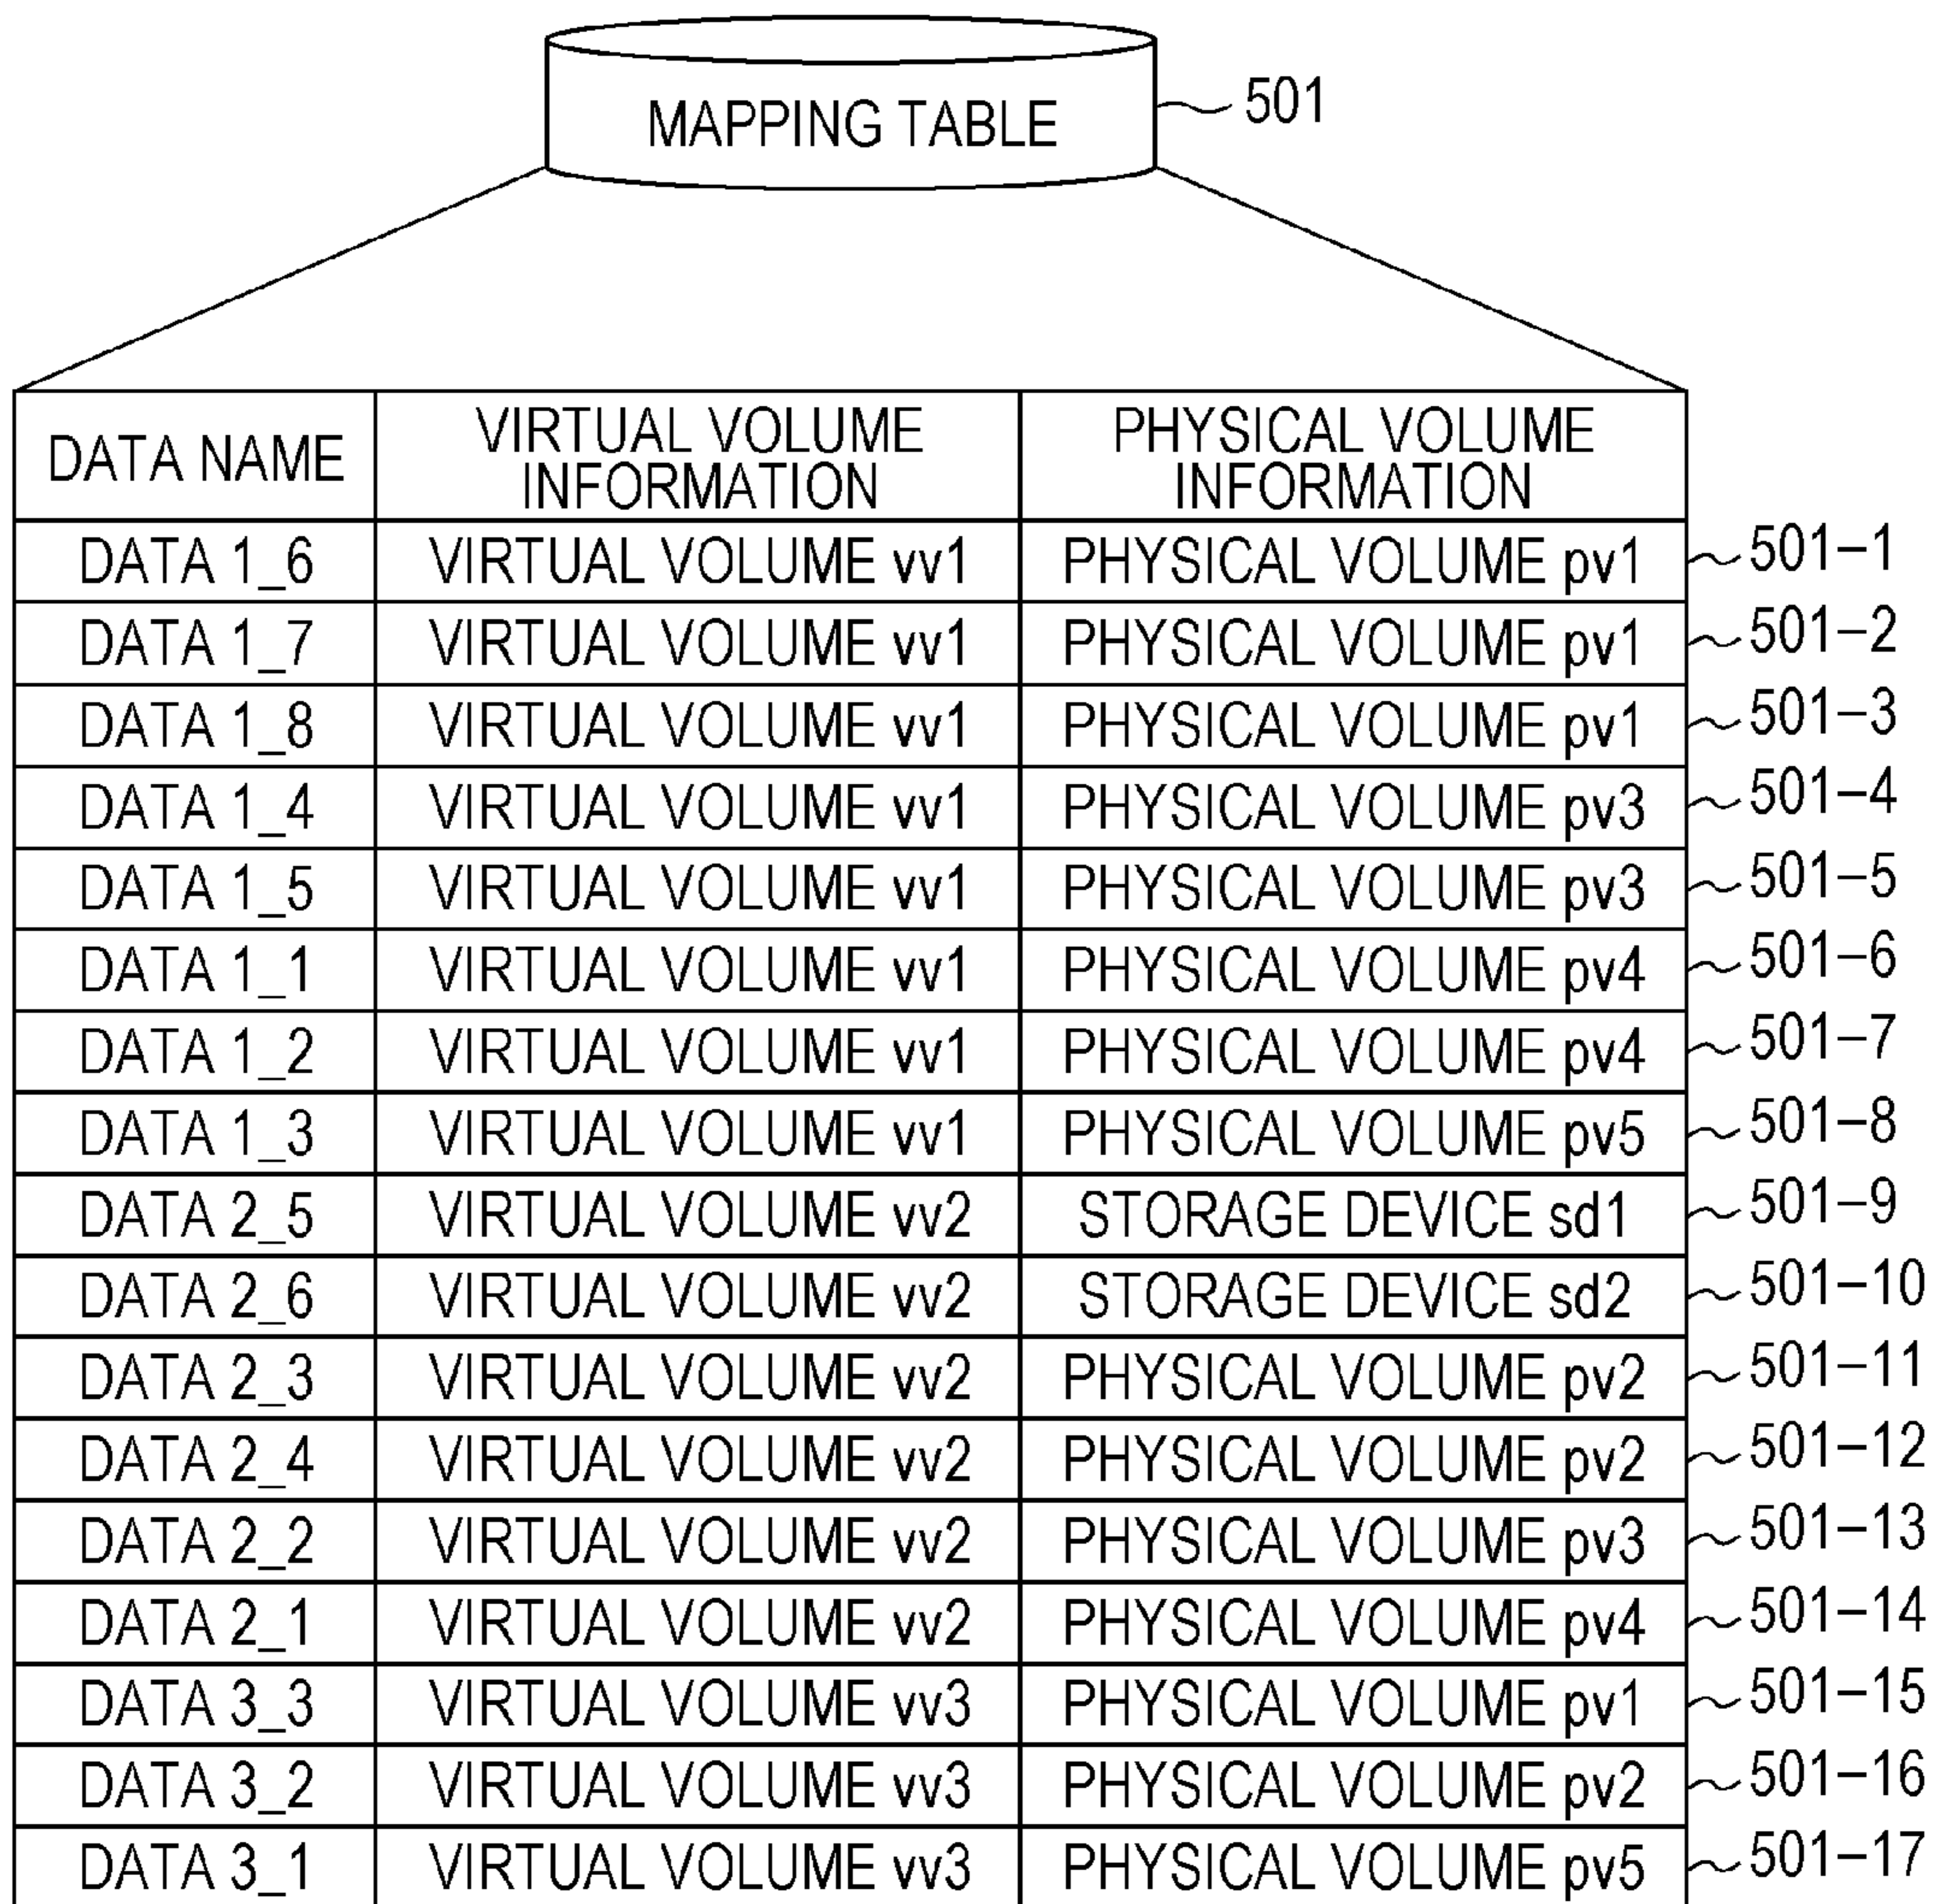 MAPPING TABLE
501
DATA NAME
VIRTUAL VOLUME
INFORMATION
PHYSICAL VOLUME
INFORMATION
DATA 1_6 VIRTUAL VOLUME vv1 PHYSICAL VOLUME pv1 501-1
DATA 1_7 VIRTUAL VOLUME vv1 PHYSICAL VOLUME pv1 501-2
DATA 1_8 VIRTUAL VOLUME vv1 PHYSICAL VOLUME pv1 501-3
DATA 1_4 VIRTUAL VOLUME vv1 PHYSICAL VOLUME pv3 501-4
DATA 1_5 VIRTUAL VOLUME vv1 PHYSICAL VOLUME pv3 501-5
DATA 1_1 VIRTUAL VOLUME vv1 PHYSICAL VOLUME pv4 501-6
DATA 1_2 VIRTUAL VOLUME vv1 PHYSICAL VOLUME pv4 501-7
DATA 1_3 VIRTUAL VOLUME vv1 PHYSICAL VOLUME pv5 501-8
DATA 2_5 VIRTUAL VOLUME vv2 STORAGE DEVICE sd1 501-9
DATA 2_6 VIRTUAL VOLUME vv2 STORAGE DEVICE sd2 501-10
DATA 2_3 VIRTUAL VOLUME vv2 PHYSICAL VOLUME pv2 501-11
DATA 2_4 VIRTUAL VOLUME vv2 PHYSICAL VOLUME pv2 501-12
DATA 2_2 VIRTUAL VOLUME vv2 PHYSICAL VOLUME pv3 501-13
DATA 2_1 VIRTUAL VOLUME vv2 PHYSICAL VOLUME pv4 501-14
DATA 3_3 VIRTUAL VOLUME vv3 PHYSICAL VOLUME pv1 501-15
DATA 3_2 VIRTUAL VOLUME vv3 PHYSICAL VOLUME pv2 501-16
DATA 3_1 VIRTUAL VOLUME vv3 PHYSICAL VOLUME pv5 501-17